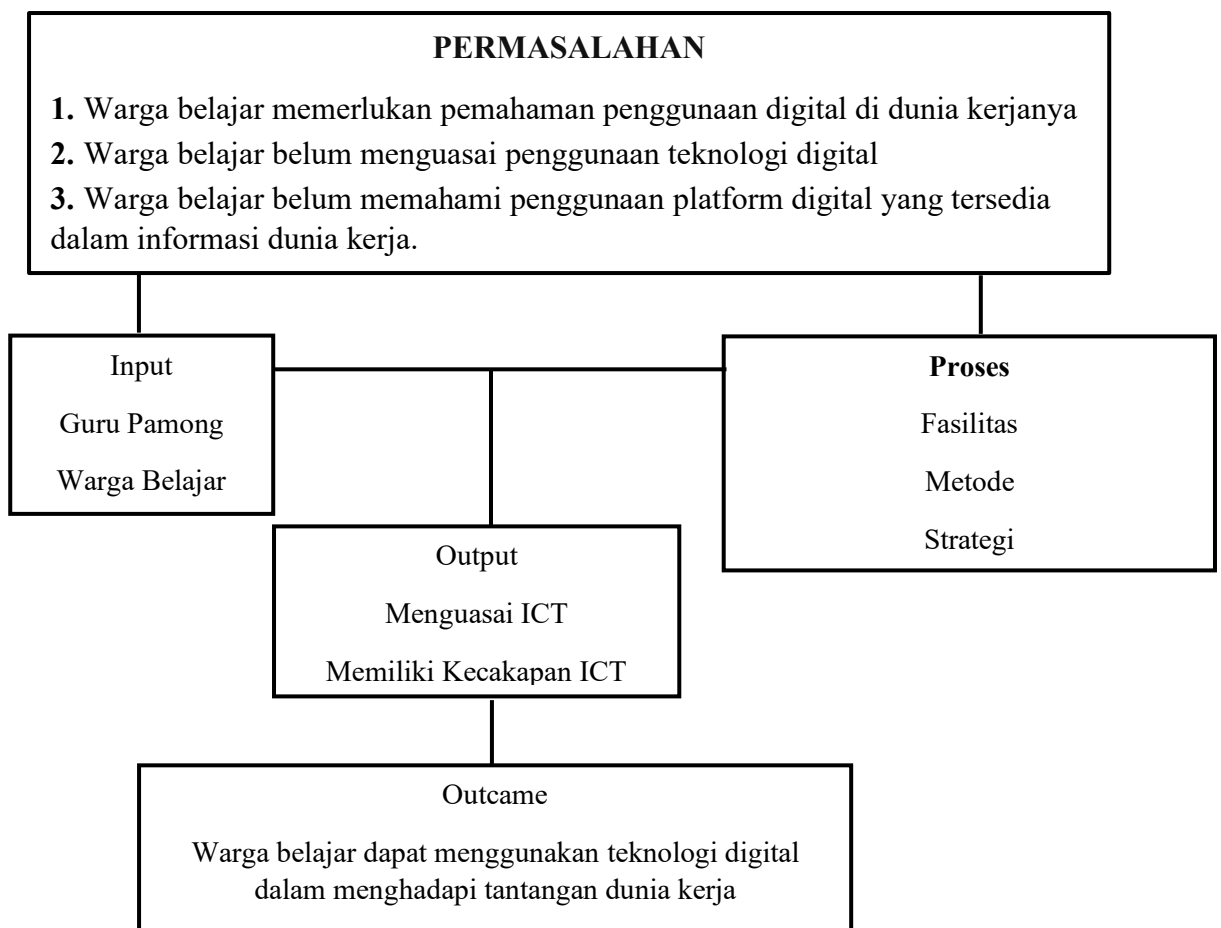 PERMASALAHAN
1. Warga belajar memerlukan pemahaman penggunaan digital di dunia kerjanya
2. Warga belajar belum menguasai penggunaan teknologi digital
3. Warga belajar belum memahami penggunaan platform digital yang tersedia
dalam informasi dunia kerja.
Input
Guru Pamong
Warga Belajar
Proses
Fasilitas
Metode
Strategi
Output
Menguasai ICT
Memiliki Kecakapan ICT
Outcame
Warga belajar dapat menggunakan teknologi digital
dalam menghadapi tantangan dunia kerja